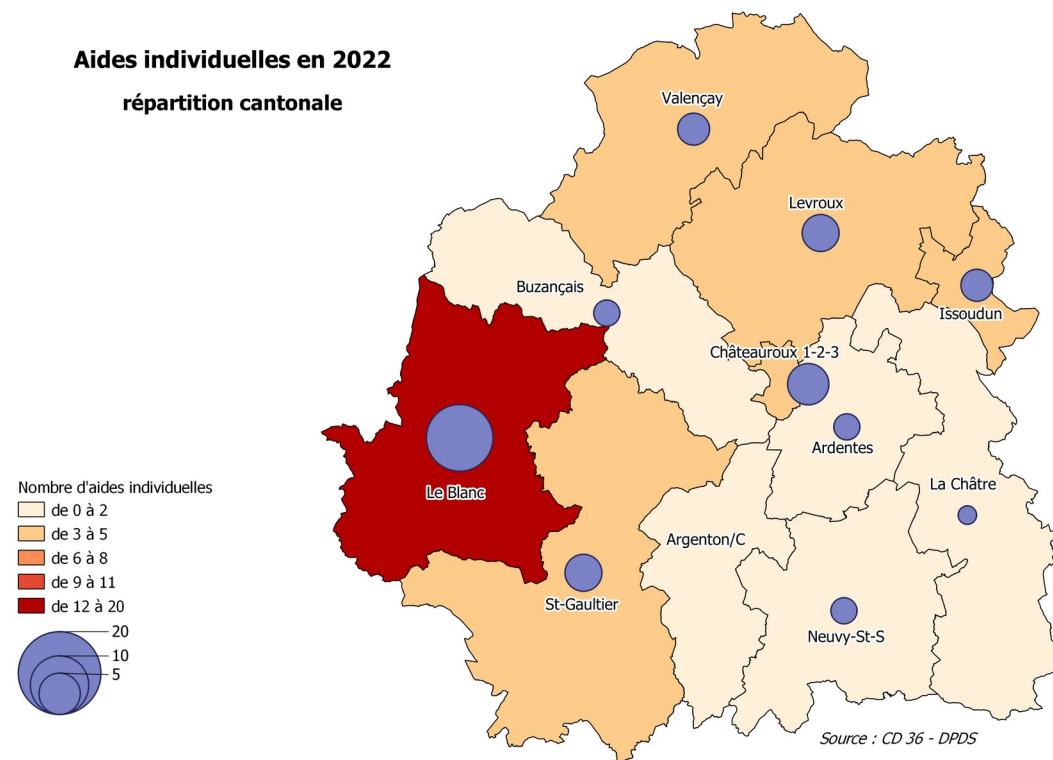 Aides individuelles en 2022
répartition cantonale
Valençay
Levroux
Buzançais
Issoudun
Châteauroux 1-2-3
Ardentes
Le Blanc
La Châtre
Argenton/C
St-Gaultier
Neuvy-St-S
Nombre d'aides individuelles
de 0 à 2
de 3 à 5
de 6 à 8
de 9 à 11
de 12 à 20
20
10
5
Source : CD 36 - DPDS